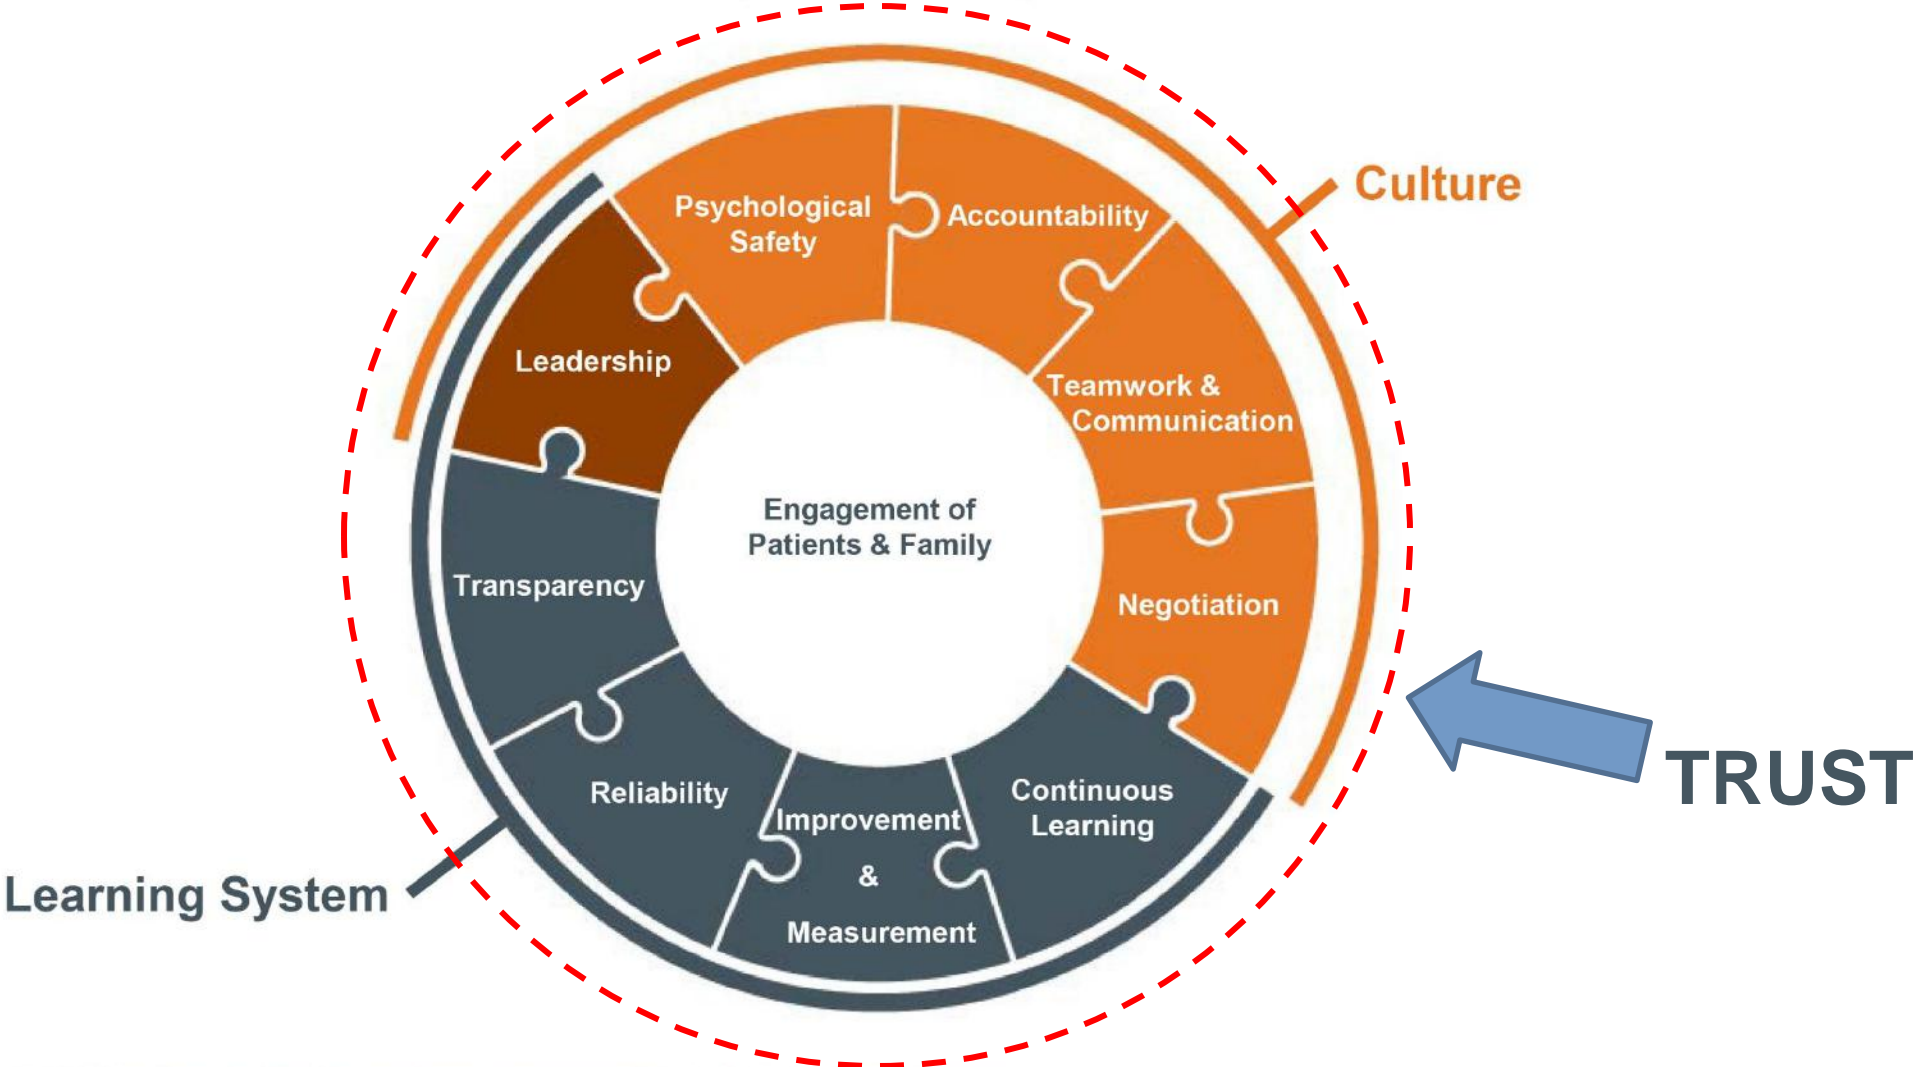 Culture
Psychological
Safety
Accountability
Leadership
Teamwork &
Communication
Engagement of
Patients & Family
Transparency
Negotiation
TRUST
Reliability
Improvement
&
Measurement
Continuous
Learning
Learning System